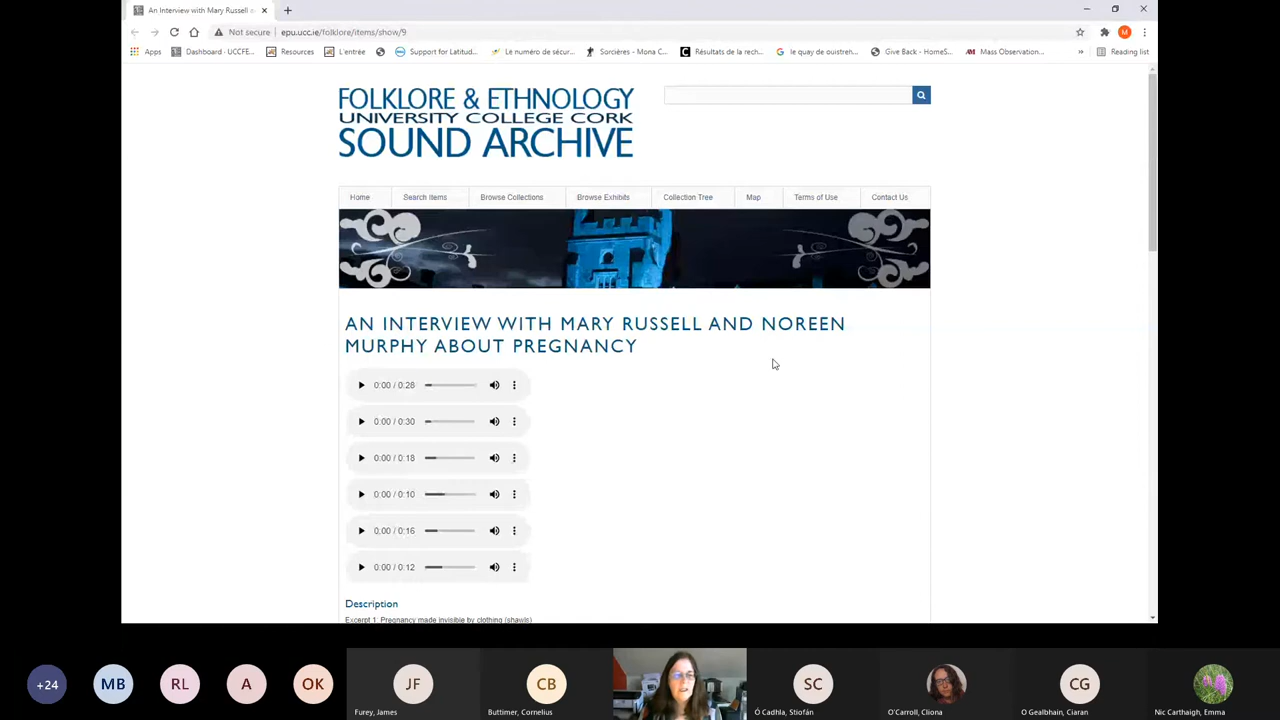 An Interview with Mary Russell
Not secure epu.ucc.ie/folklore/items/show/9
Apps Dashboard - UCCFE... Resources L'entrée Support for Latitud... Le numéro de sécur... Sorcières - Mona C... Résultats de la rech... le quay de ouistreh... Give Back - HomeS... Mass Observation... » Reading list
FOLKLORE & ETHNOLOGY
UNIVERSITY COLLEGE CORK
SOUND ARCHIVE
Home Search Items Browse Collections Browse Exhibits Collection Tree Map Terms of Use Contact Us
AN INTERVIEW WITH MARY RUSSELL AND NOREEN
MURPHY ABOUT PREGNANCY
0:00 / 0:28
0:00 / 0:30
0:00 / 0:18
0:00 / 0:10
0:00 / 0:16
0:00 / 0:12
Description
Excerpt 1: Pregnancy made invisible by clothing (shawls)
+24 MB RL A OK JF CB SC CG
Furey, James Buttimer, Cornelius Ó Cadhla, Stiofán O'Carroll, Cliona O Gealbhain, Ciaran Nic Carthaigh, Emma